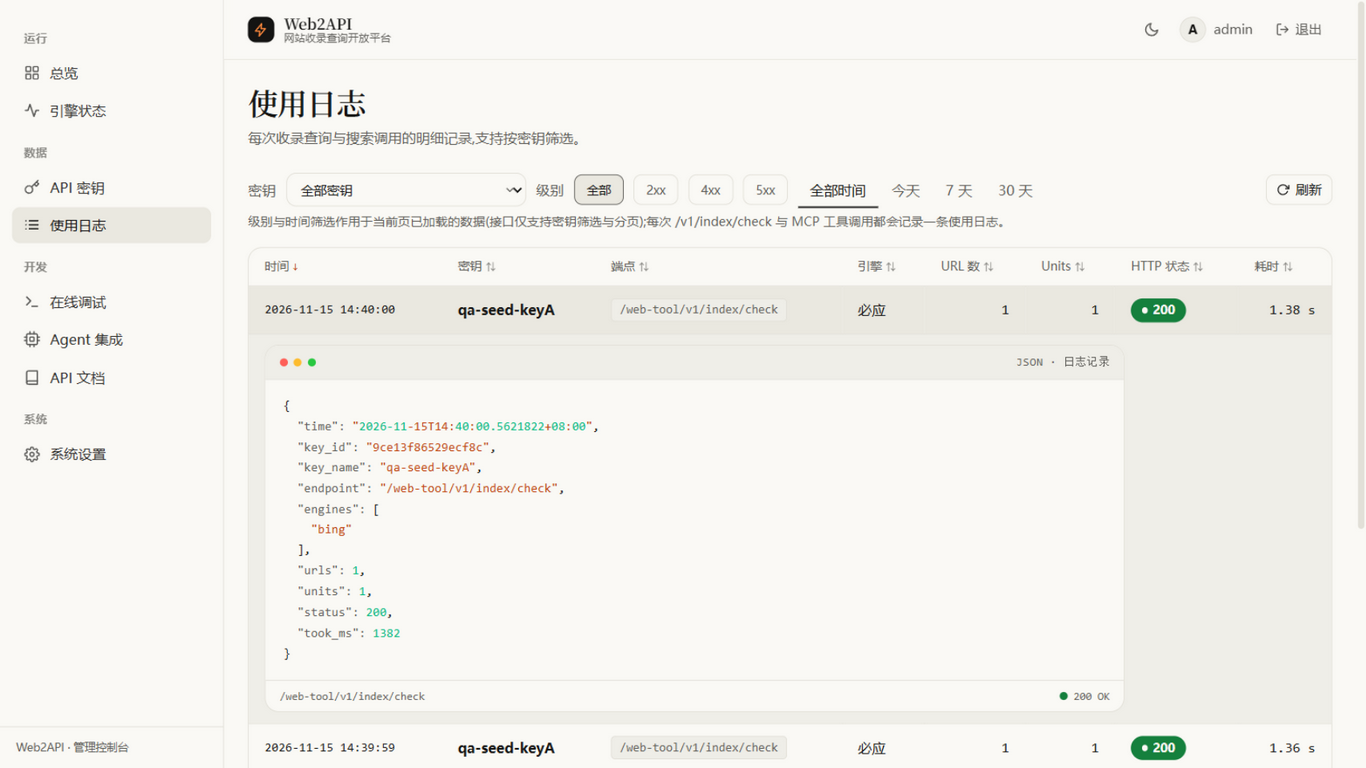 运行
总览
引擎状态
数据
API 密钥
使用日志
开发
在线调试
Agent 集成
API 文档
系统
系统设置
Web2API · 管理控制台
Web2API
网站收录查询开放平台
A admin 退出
使用日志
每次收录查询与搜索调用的明细记录,支持按密钥筛选。
密钥 全部密钥 级别 全部 2xx 4xx 5xx 全部时间 今天 7 天 30 天 刷新
级别与时间筛选作用于当前页已加载的数据(接口仅支持密钥筛选与分页);每次 /v1/index/check 与 MCP 工具调用都会记录一条使用日志。
时间 ↓ 密钥 ↑↓ 端点 ↑↓ 引擎 ↑↓ URL 数 ↑↓ Units ↑↓ HTTP 状态 ↑↓ 耗时 ↑↓
2026-11-15 14:40:00 qa-seed-keyA /web-tool/v1/index/check 必应 1 1 200 1.38 s
JSON · 日志记录
{
"time": "2026-11-15T14:40:00.5621822+08:00",
"key_id": "9ce13f86529ecf8c",
"key_name": "qa-seed-keyA",
"endpoint": "/web-tool/v1/index/check",
"engines": [
"bing"
],
"urls": 1,
"units": 1,
"status": 200,
"took_ms": 1382
}
/web-tool/v1/index/check 200 OK
2026-11-15 14:39:59 qa-seed-keyA /web-tool/v1/index/check 必应 1 1 200 1.36 s